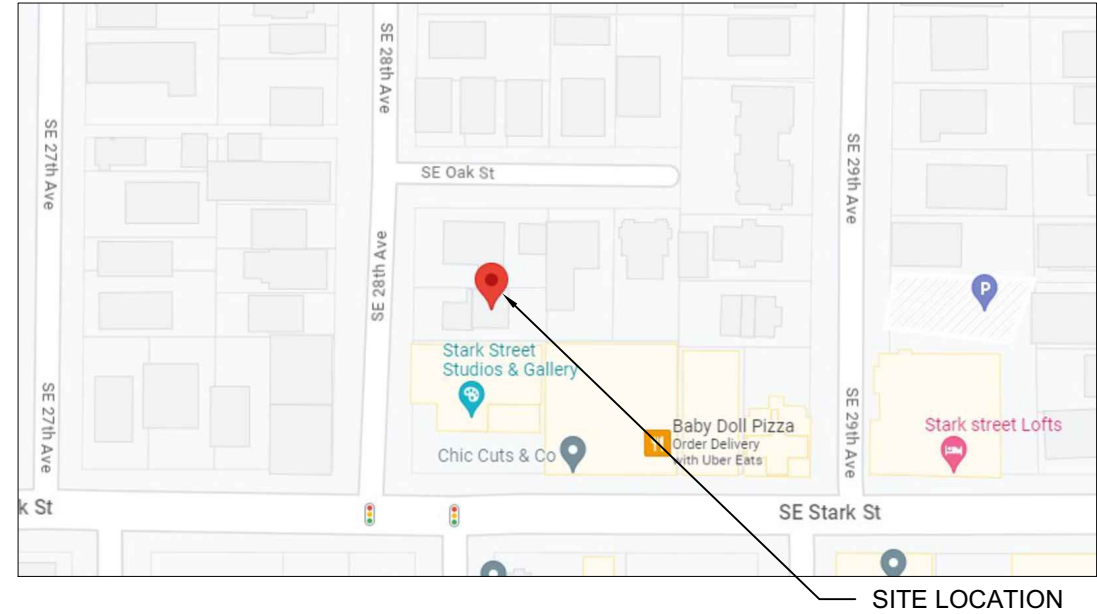 SE 28th Ave
SE 27th Ave
SE 29th Ave
SE Oak St
SE 28th Ave
P
Stark Street
Studios & Gallery
SE 27th Ave
SE 29th Ave
Baby Doll Pizza
Order Delivery
with Uber Eats
Stark street Lofts
Chic Cuts & Co
k St
SE Stark St
SITE LOCATION